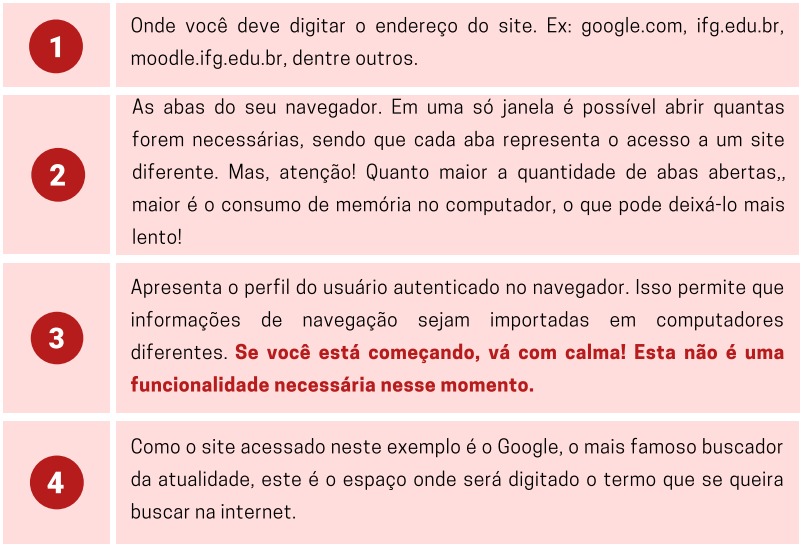 1
Onde você deve digitar o endereço do site. Ex: google.com, ifg.edu.br,
moodle.ifg.edu.br, dentre outros.
2
As abas do seu navegador. Em uma só janela é possível abrir quantas
forem necessárias, sendo que cada aba representa o acesso a um site
diferente. Mas, atenção! Quanto maior a quantidade de abas abertas,,
maior é o consumo de memória no computador, o que pode deixá-lo mais
lento!
3
Apresenta o perfil do usuário autenticado no navegador. Isso permite que
informações de navegação sejam importadas em computadores
diferentes. Se você está começando, vá com calma! Esta não é uma
funcionalidade necessária nesse momento.
4
Como o site acessado neste exemplo é o Google, o mais famoso buscador
da atualidade, este é o espaço onde será digitado o termo que se queira
buscar na internet.